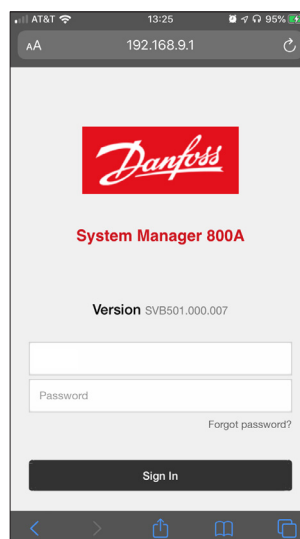 AT&T 13:25 95%
AA 192.168.9.1
Danfoss
System Manager 800A
Version SVB501.000.007
Password
Forgot password?
Sign In